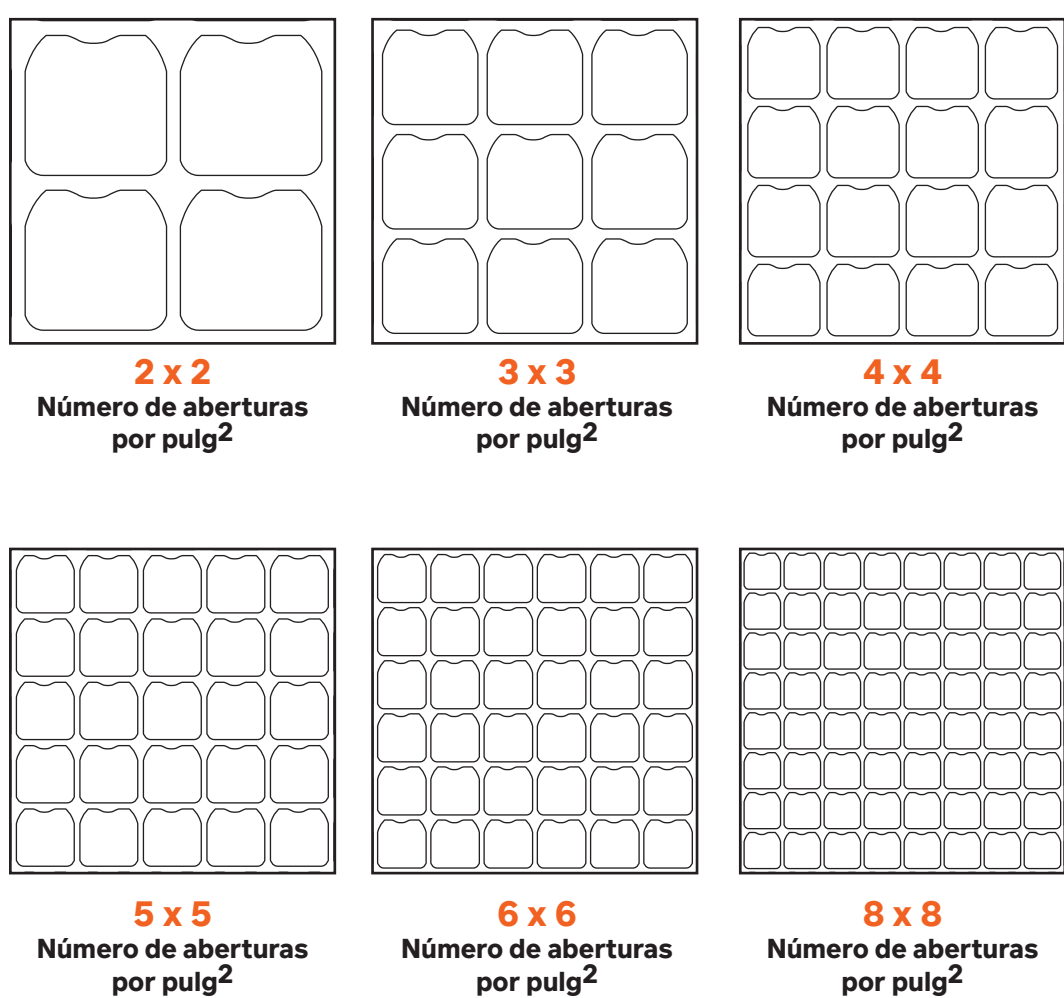 2 x 2
Número de aberturas
por pulg2
3 x 3
Número de aberturas
por pulg2
4 x 4
Número de aberturas
por pulg2
5 x 5
Número de aberturas
por pulg2
6 x 6
Número de aberturas
por pulg2
8 x 8
Número de aberturas
por pulg2